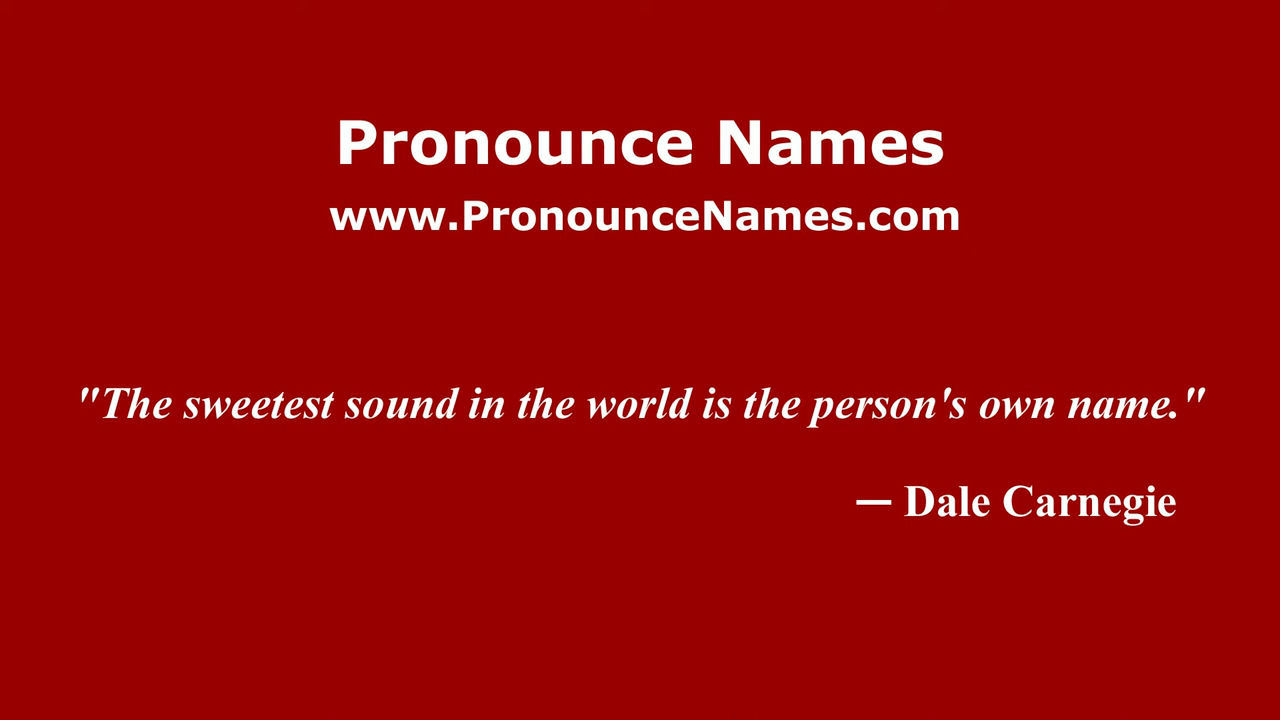 Pronounce Names
www.PronounceNames.com
"The sweetest sound in the world is the person's own name."
— Dale Carnegie